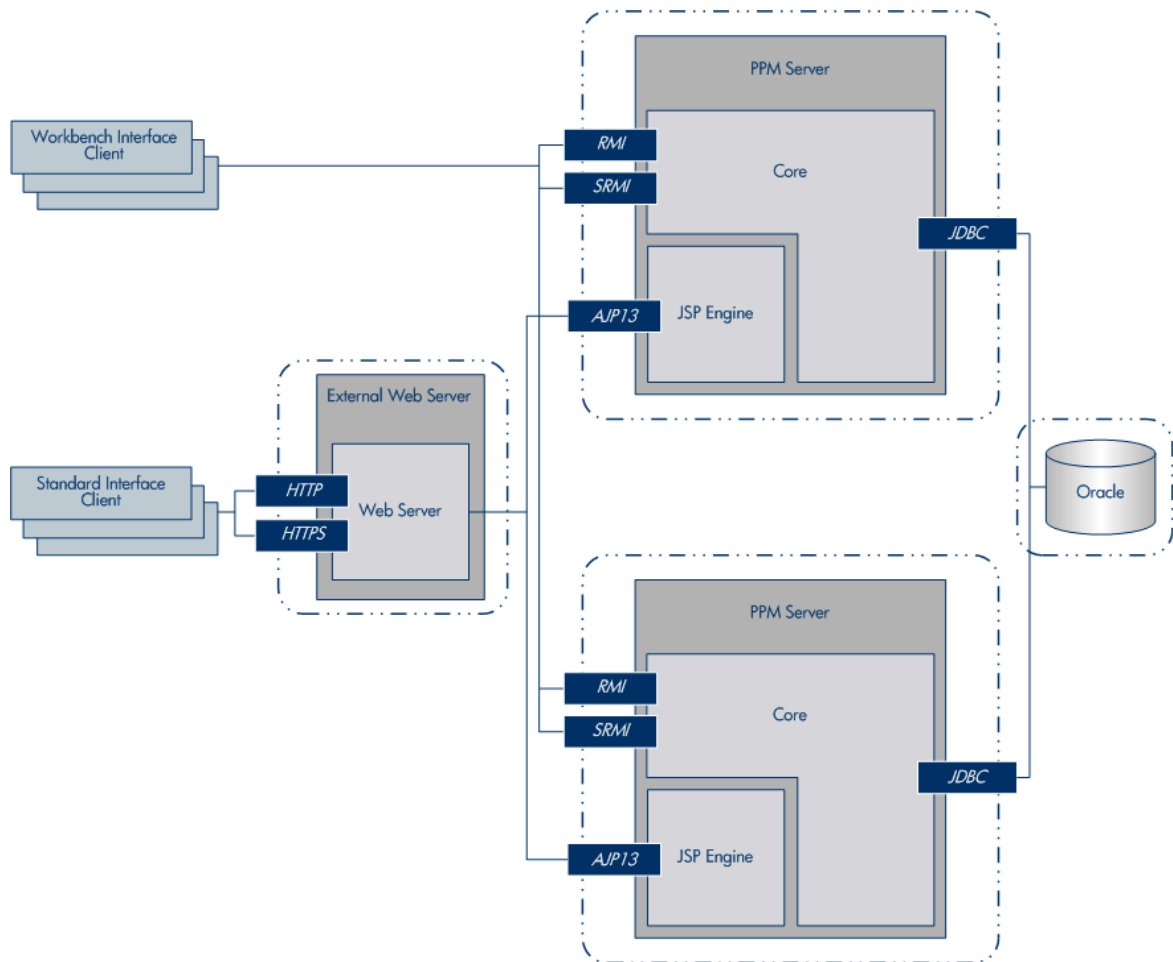 PPM Server
Workbench Interface
Client
RMI
Core
SRMI
JDBC
AJP13
JSP Engine
External Web Server
Standard Interface
Client
HTTP
Web Server
HTTPS
Oracle
PPM Server
RMI
Core
SRMI
JDBC
AJP13
JSP Engine